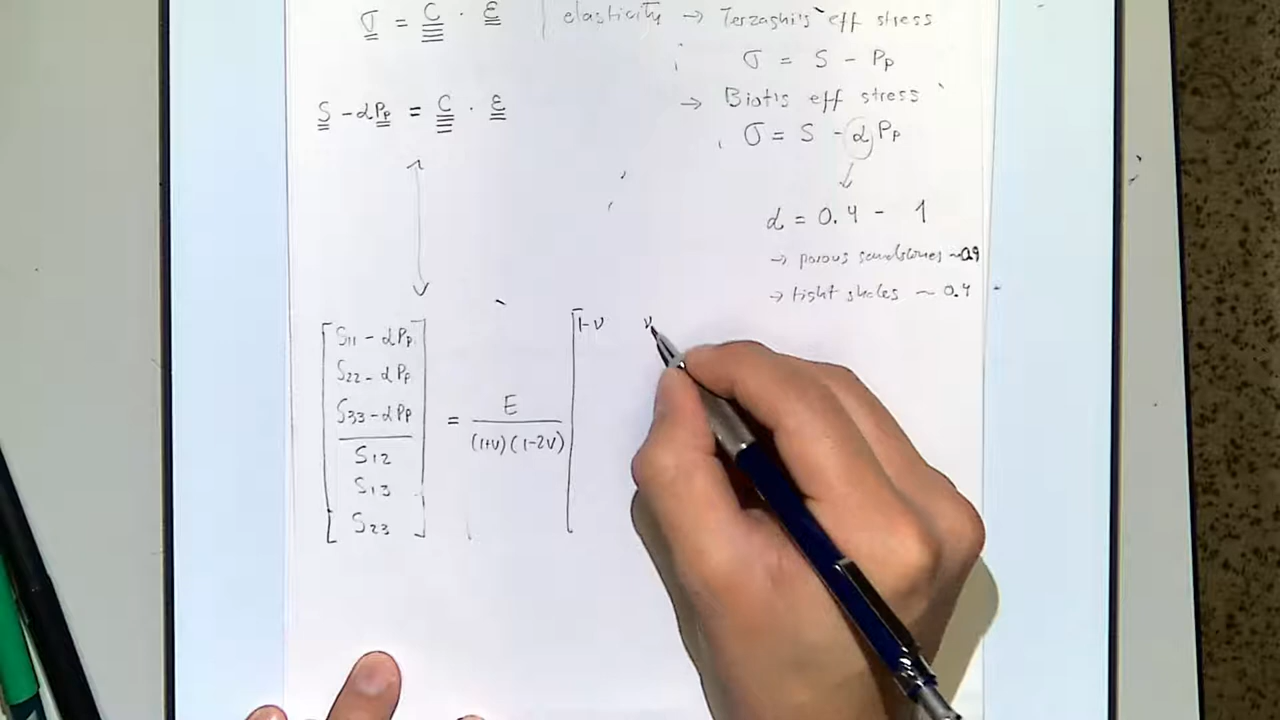 σ = C · ε | elasticity → Terzaghi's eff stress
σ = S - Pp
→ Biot's eff stress
S - αPp = C · ε
σ = S - αPp
α = 0.4 - 1
→ porous sandstones ~0.9
→ tight shales ~ 0.4
S11 - αPp
S22 - αPp
S33 - αPp
S12
S13
S23
= E / (1+ν)(1-2ν)
1-ν ν